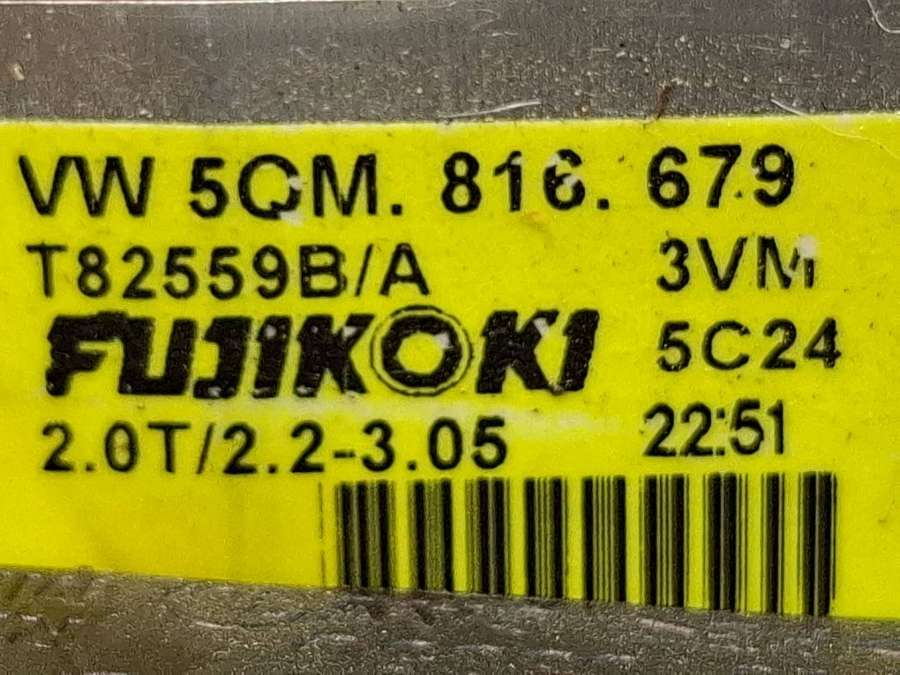 VW 5QM. 816. 679
T82559B/A 3VM
FUJIKOKI 5C24
2.0T/2.2-3.05 22:51